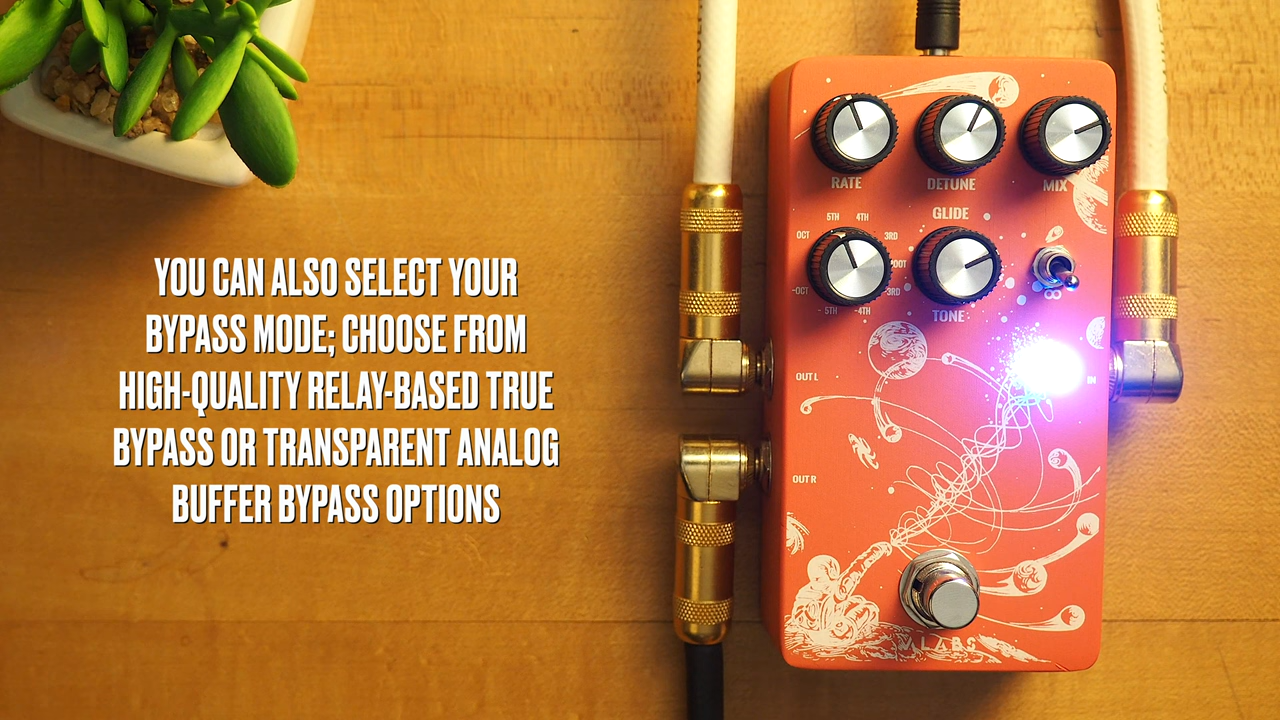 YOU CAN ALSO SELECT YOUR
BYPASS MODE; CHOOSE FROM
HIGH-QUALITY RELAY-BASED TRUE
BYPASS OR TRANSPARENT ANALOG
BUFFER BYPASS OPTIONS
RATE
DETUNE
MIX
GLIDE
5TH 4TH
OCT 3RD
-OCT -3RD
-5TH -4TH
TONE
OUT L
IN
OUT R
LABS